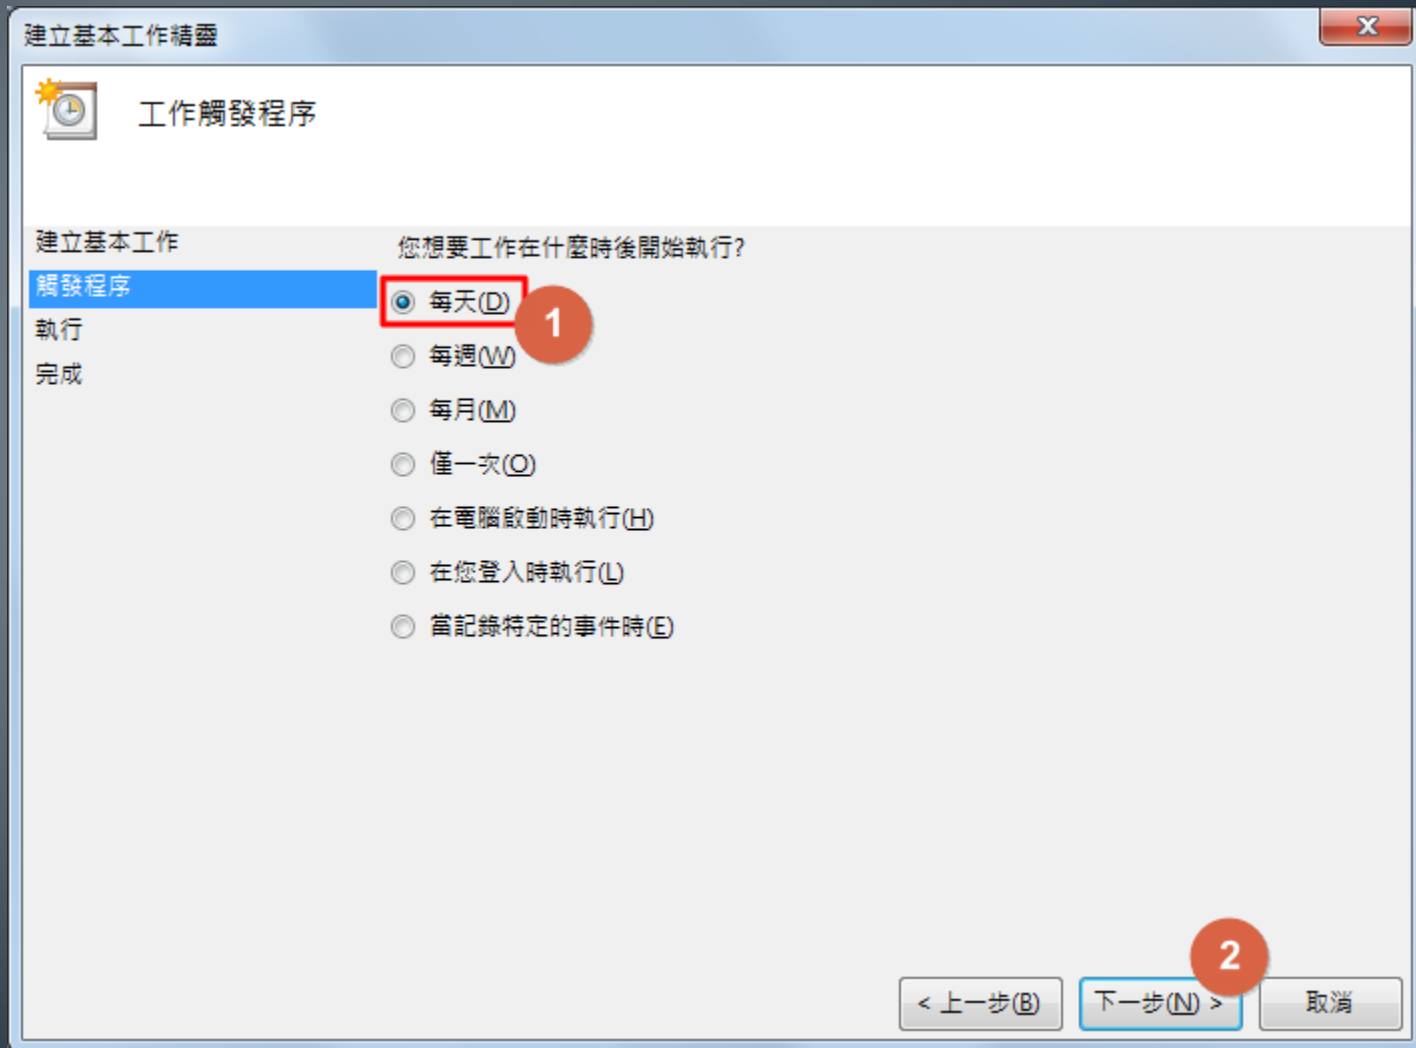 建立基本工作精靈
工作觸發程序
建立基本工作
觸發程序
執行
完成
您想要工作在什麼時後開始執行?
每天(D)
1
每週(W)
每月(M)
僅一次(O)
在電腦啟動時執行(H)
在您登入時執行(L)
當記錄特定的事件時(E)
2
< 上一步(B)
下一步(N) >
取消